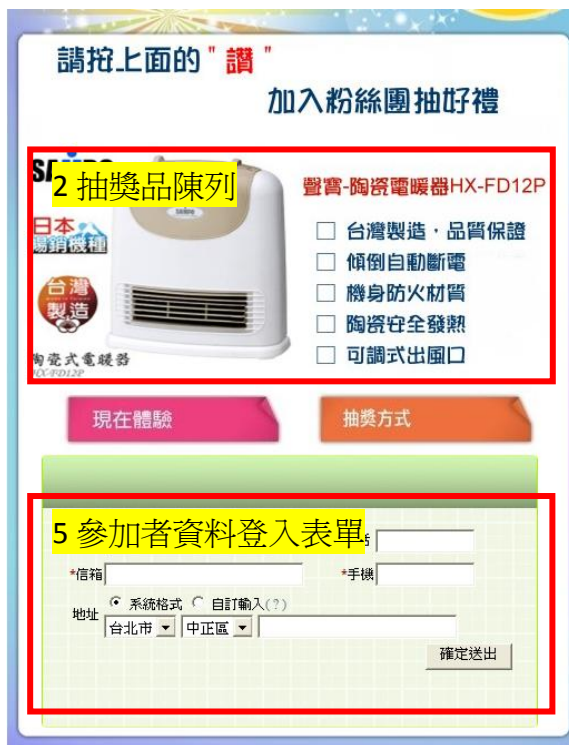 請按上面的 " 讚 "
加入粉絲團抽好禮
2 抽獎品陳列
聲寶-陶瓷電暖器HX-FD12P
日本
暢銷機種
台灣
製造
SAMPO
□ 台灣製造・品質保證
□ 傾倒自動斷電
□ 機身防火材質
□ 陶瓷安全發熱
□ 可調式出風口
陶瓷式電暖器
HX-FD12P
現在體驗
抽獎方式
5 參加者資料登入表單
*信箱
*手機
地址
系統格式 自訂輸入(?)
台北市 中正區
確定送出